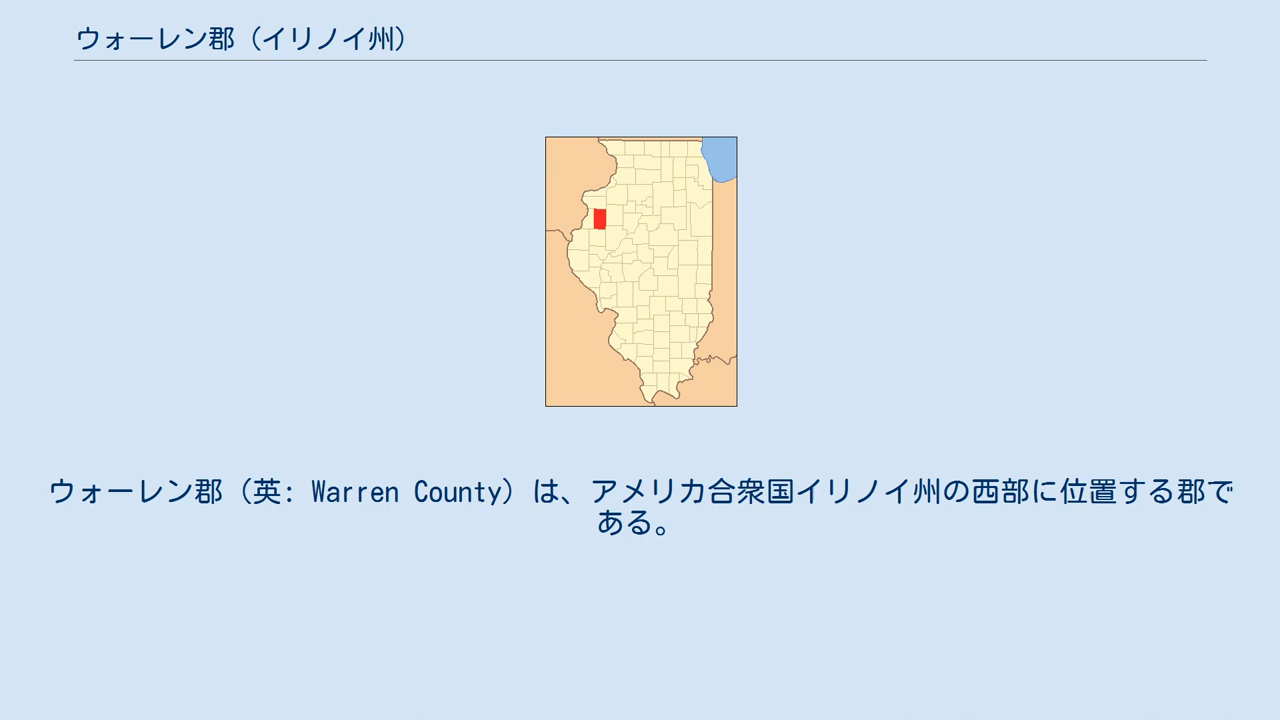 ウォーレン郡（イリノイ州）
ウォーレン郡（英: Warren County）は、アメリカ合衆国イリノイ州の西部に位置する郡で
ある。